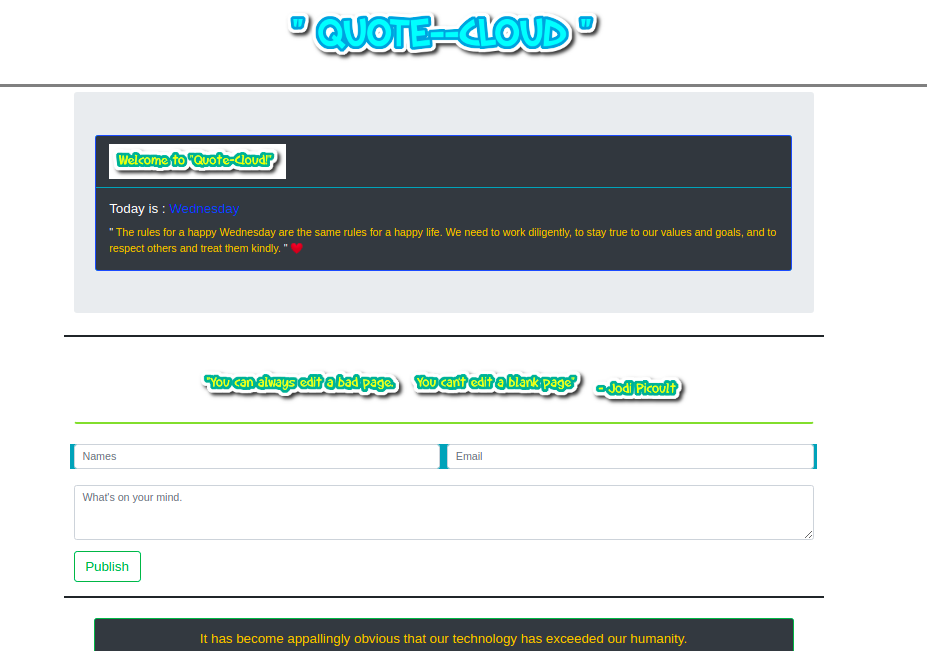 " QUOTE--CLOUD "
Welcome to "Quote-Cloud!"
Today is : Wednesday
" The rules for a happy Wednesday are the same rules for a happy life. We need to work diligently, to stay true to our values and goals, and to
respect others and treat them kindly. " ❤️
"You can always edit a bad page. You can't edit a blank page" - Jodi Picoult
Names Email
What's on your mind.
Publish
It has become appallingly obvious that our technology has exceeded our humanity.